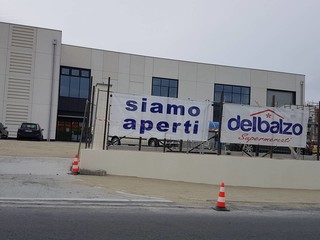 siamo
aperti
delbalzo
Supermercati